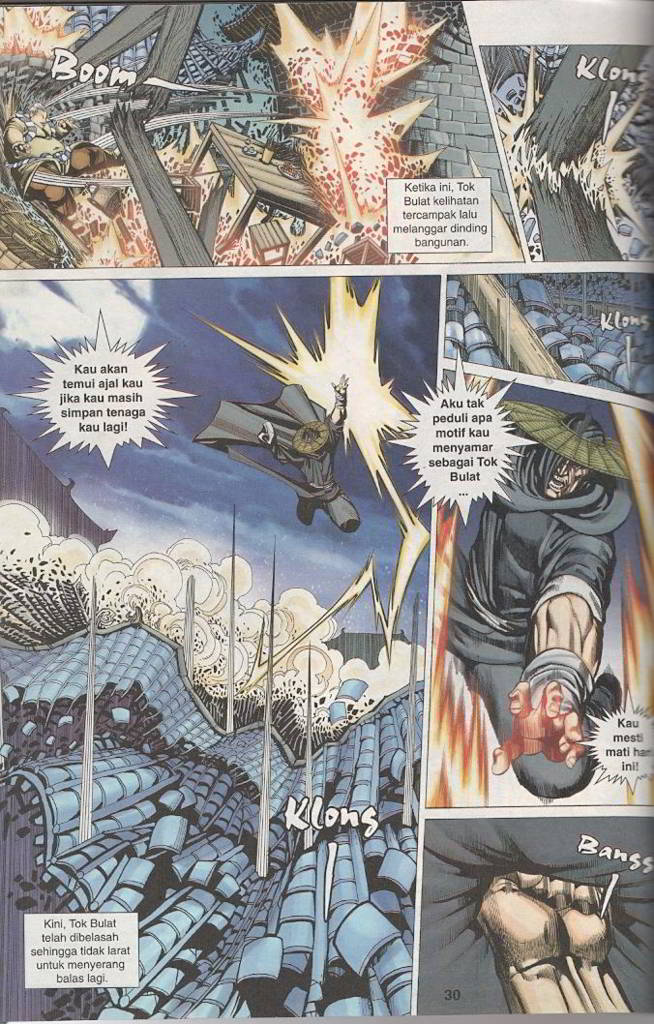 Boom
Klong
Ketika ini, Tok
Bulat kelihatan
tercampak lalu
melanggar dinding
bangunan.
Klong
Kau akan
temui ajal kau
jika kau masih
simpan tenaga
kau lagi!
Aku tak
peduli apa
motif kau
menyamar
sebagai Tok
Bulat
...
Kau
mesti
mati hari
ini!
Klong
Kini, Tok Bulat
telah dibelasah
sehingga tidak larat
untuk menyerang
balas lagi.
Bangs
30